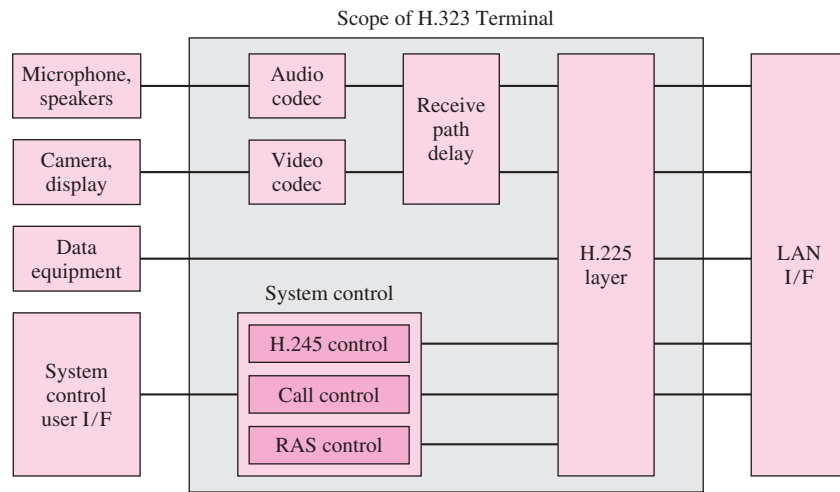 Scope of H.323 Terminal
Microphone,
speakers
Audio
codec
Receive
path
delay
Camera,
display
Video
codec
Data
equipment
H.225
layer
LAN
I/F
System control
System
control
user I/F
H.245 control
Call control
RAS control